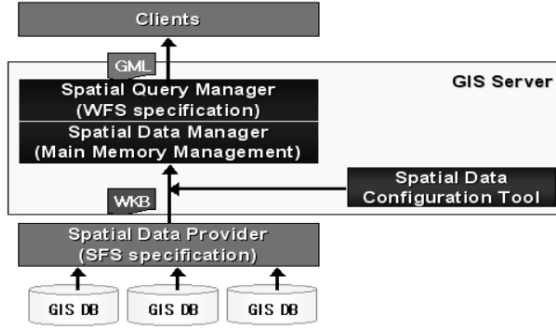 Clients
GML
GIS Server
Spatial Query Manager
(WFS specification)
Spatial Data Manager
(Main Memory Management)
Spatial Data
Configuration Tool
WKB
Spatial Data Provider
(SFS specification)
GIS DB
GIS DB
GIS DB